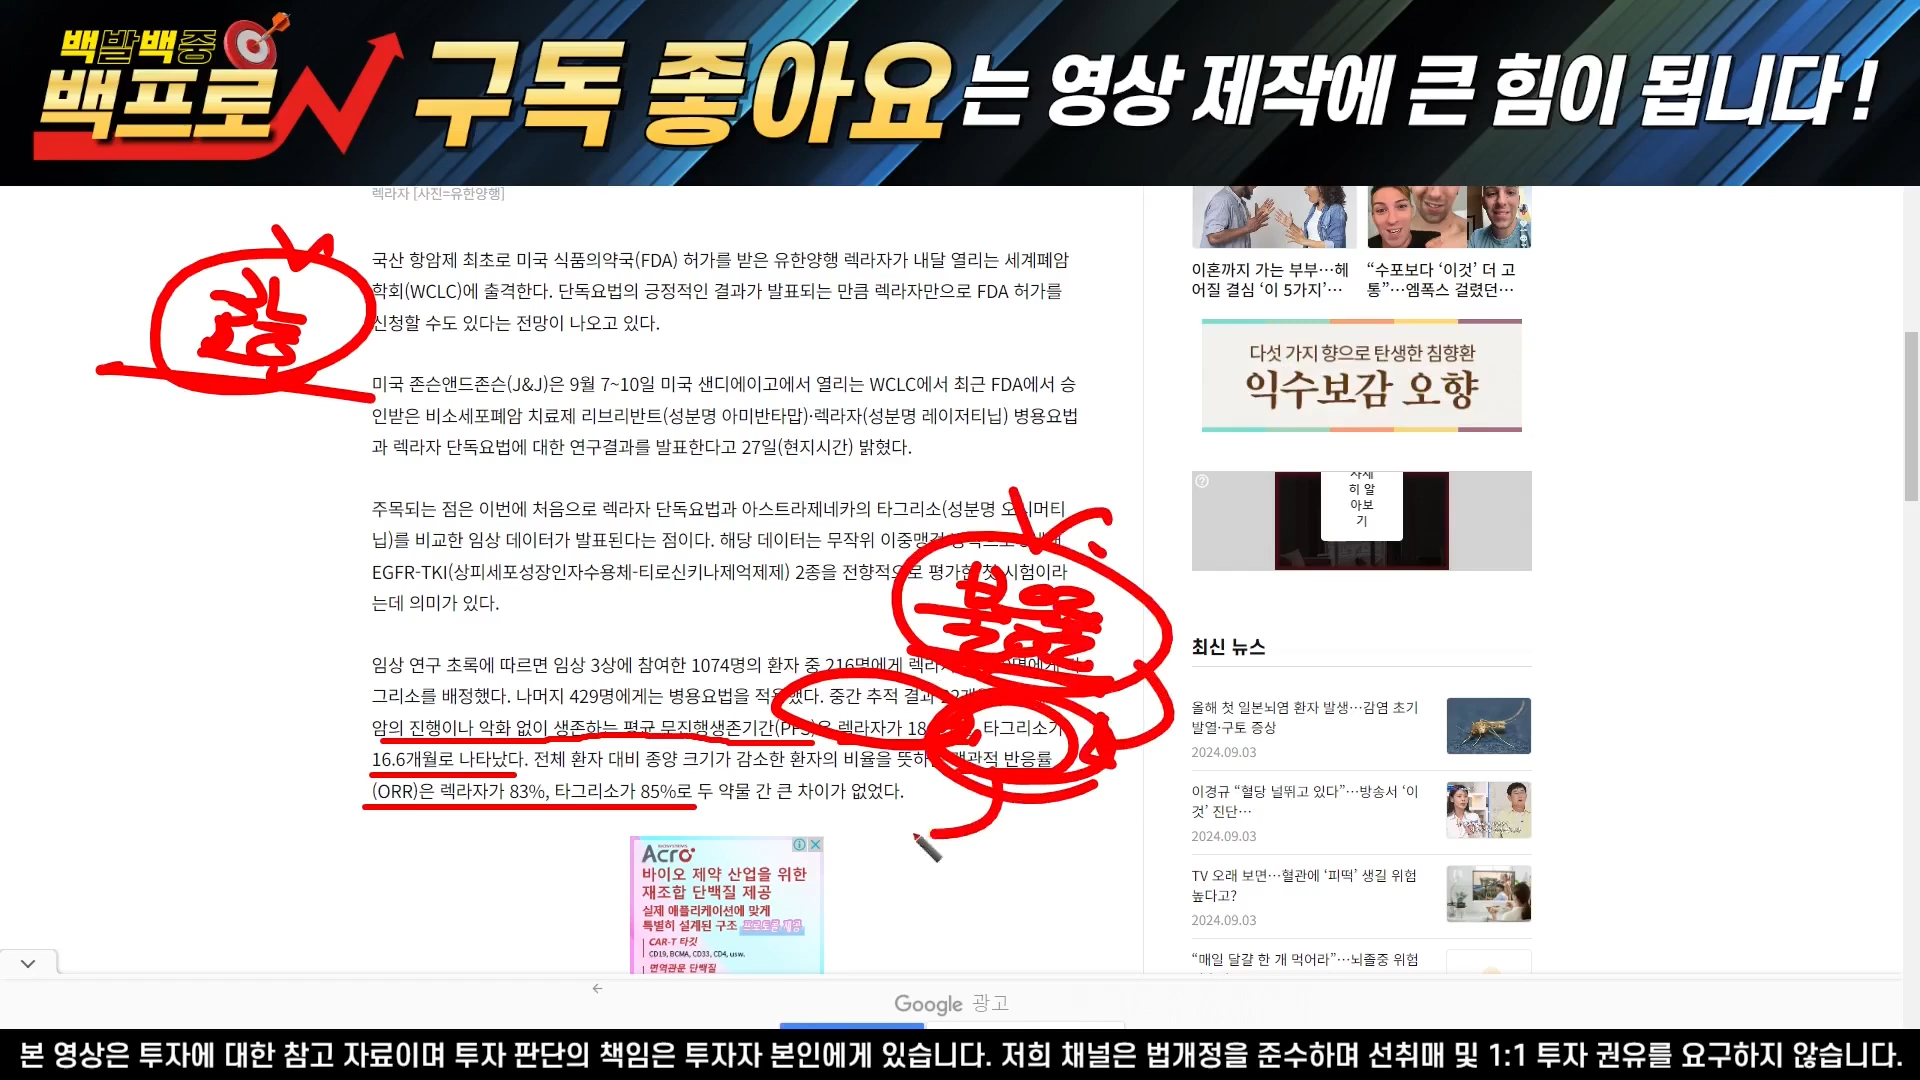 백발백중
백프로
구독 좋아요는 영상 제작에 큰 힘이 됩니다!
렉라자 [사진=유한양행]
국산 항암제 최초로 미국 식품의약국(FDA) 허가를 받은 유한양행 렉라자가 내달 열리는 세계폐암
학회(WCLC)에 출격한다. 단독요법의 긍정적인 결과가 발표되는 만큼 렉라자만으로 FDA 허가를
신청할 수도 있다는 전망이 나오고 있다.
미국 존슨앤드존슨(J&J)은 9월 7~10일 미국 샌디에이고에서 열리는 WCLC에서 최근 FDA에서 승
인받은 비소세포폐암 치료제 리브리반트(성분명 아미반타맙)·렉라자(성분명 레이저티닙) 병용요법
과 렉라자 단독요법에 대한 연구결과를 발표한다고 27일(현지시간) 밝혔다.
주목되는 점은 이번에 처음으로 렉라자 단독요법과 아스트라제네카의 타그리소(성분명
닙)를 비교한 임상 데이터가 발표된다는 점이다. 해당 데이터는 무작위
EGFR-TKI(상피세포성장인자수용체-티로신키나제억제제) 2종을 전향적으로 평가한 첫 시험이라
는데 의미가 있다.
임상 연구 초록에 따르면 임상 3상에 참여한 1074명의 환자 중 216명에게
그리소를 배정했다. 나머지 429명에게는 병용요법을 적용했다. 중간 추적 결과
암의 진행이나 악화 없이 생존하는 평균 무진행생존기간(PFS)은 렉라자가 타그리소가
16.6개월로 나타났다. 전체 환자 대비 종양 크기가 감소한 환자의 비율을 뜻하는 객관적 반응률
(ORR)은 렉라자가 83%, 타그리소가 85%로 두 약물 간 큰 차이가 없었다.
Acro
바이오 제약 산업을 위한
재조합 단백질 제공
실제 애플리케이션에 맞게
특별히 설계된 구조 프로토콜 제공
CAR-T 타깃
CD19, BCMA, CD33, CD4, usw.
면역관문 단백질
이혼까지 가는 부부…헤
어질 결심 ‘이 5가지’…
“수포보다 ‘이것’ 더 고
통”…엠폭스 걸렸던…
다섯 가지 향으로 탄생한 침향환
익수보감 오향
자세
히 알
아보
기
최신 뉴스
올해 첫 일본뇌염 환자 발생…감염 초기
발열·구토 증상
2024.09.03
이경규 “혈당 널뛰고 있다”…방송서 ‘이
것’ 진단…
2024.09.03
TV 오래 보면…혈관에 ‘피떡’ 생길 위험
높다고?
2024.09.03
“매일 달걀 한 개 먹어라”…뇌졸중 위험
Google 광고
본 영상은 투자에 대한 참고 자료이며 투자 판단의 책임은 투자자 본인에게 있습니다. 저희 채널은 법개정을 준수하며 선취매 및 1:1 투자 권유를 요구하지 않습니다.